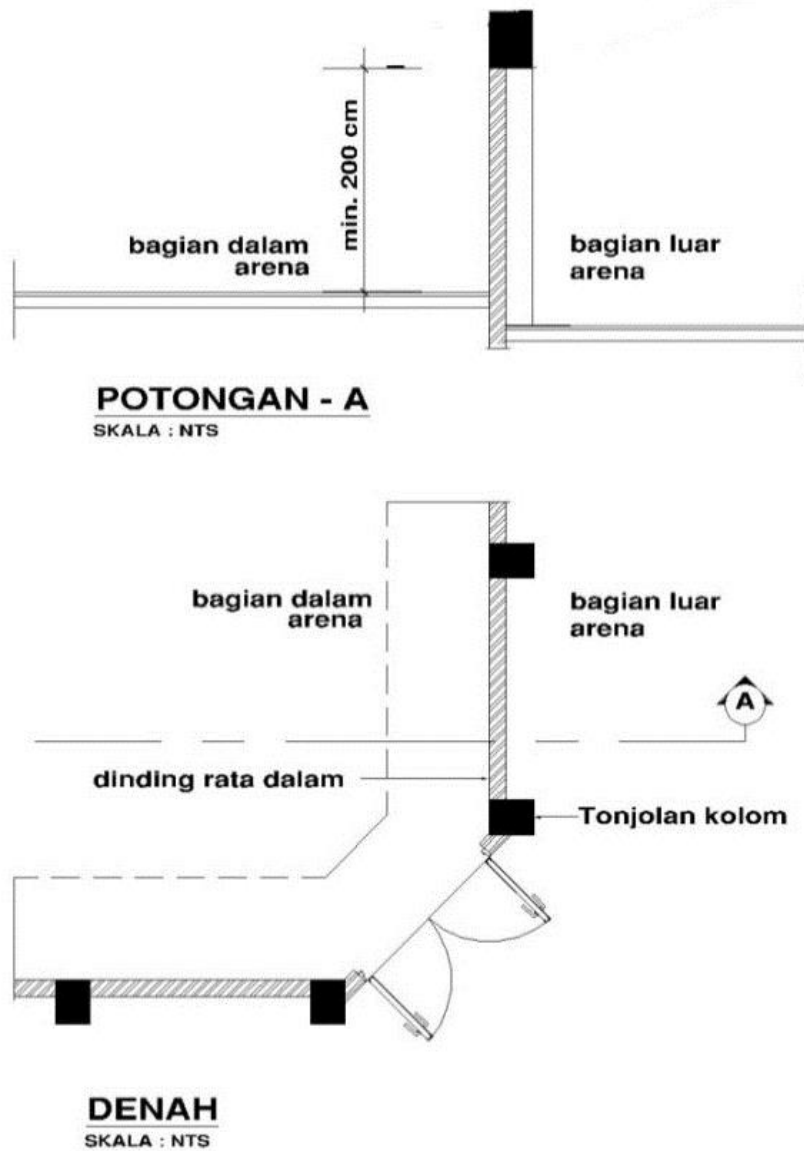 min. 200 cm
bagian dalam
arena
bagian luar
arena
POTONGAN - A
SKALA : NTS
bagian dalam
arena
bagian luar
arena
A
dinding rata dalam
Tonjolan kolom
DENAH
SKALA : NTS